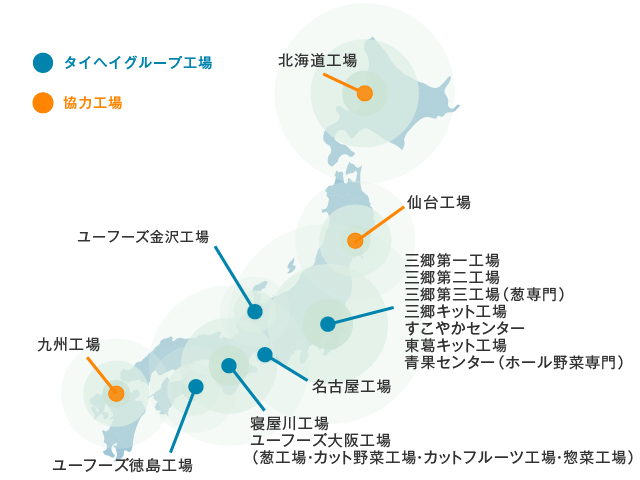 タイヘイグループ工場
協力工場
北海道工場
仙台工場
ユーフーズ金沢工場
三郷第一工場
三郷第二工場
三郷第三工場（葱専門）
三郷キット工場
すこやかセンター
東葛キット工場
青果センター（ホール野菜専門）
九州工場
名古屋工場
寝屋川工場
ユーフーズ大阪工場
（葱工場・カット野菜工場・カットフルーツ工場・惣菜工場）
ユーフーズ徳島工場